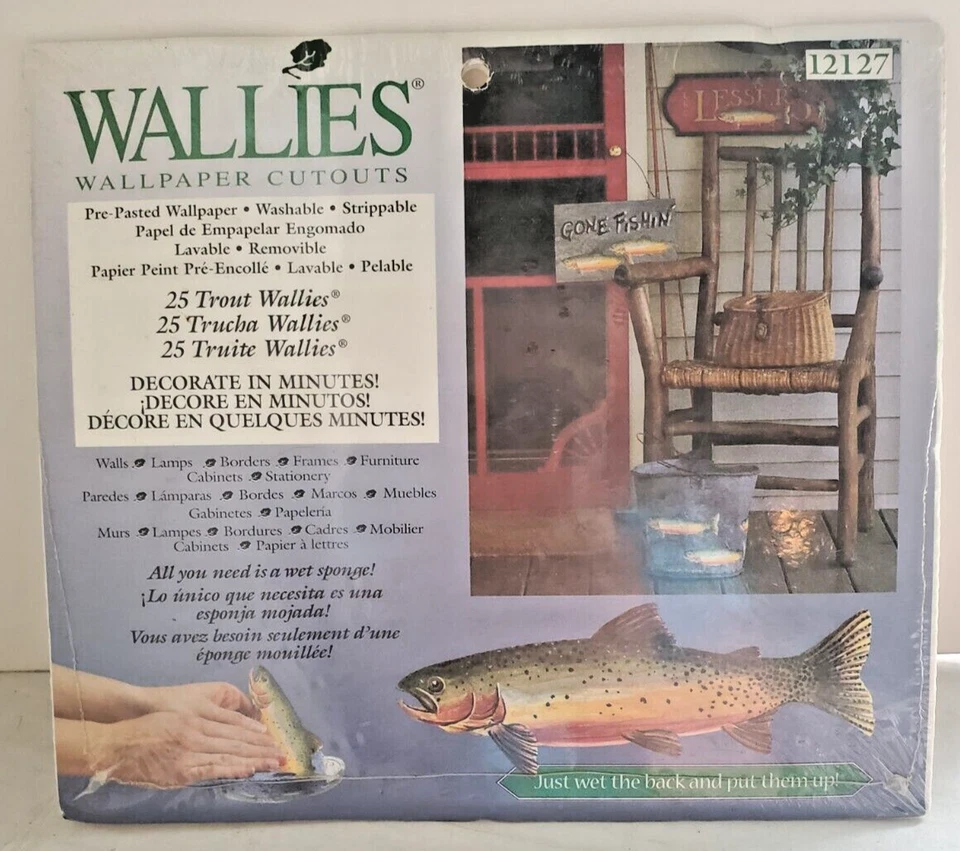 WALLIES®
WALLPAPER CUTOUTS
Pre-Pasted Wallpaper • Washable • Strippable
Papel de Empapelar Engomado
Lavable • Removible
Papier Peint Pré-Encollé • Lavable • Pelable
25 Trout Wallies®
25 Trucha Wallies®
25 Truite Wallies®
DECORATE IN MINUTES!
¡DECORE EN MINUTOS!
DÉCORE EN QUELQUES MINUTES!
Walls Lamps Borders Frames Furniture
Cabinets Stationery
Paredes Lámparas Bordes Marcos Muebles
Gabinetes Papeleria
Murs Lampes Bordures Cadres Mobilier
Cabinets Papier à lettres
All you need is a wet sponge!
¡Lo único que necesita es una
esponja mojada!
Vous avez besoin seulement d'une
éponge mouillée!
12127
GONE FISHIN'
Just wet the back and put them up!